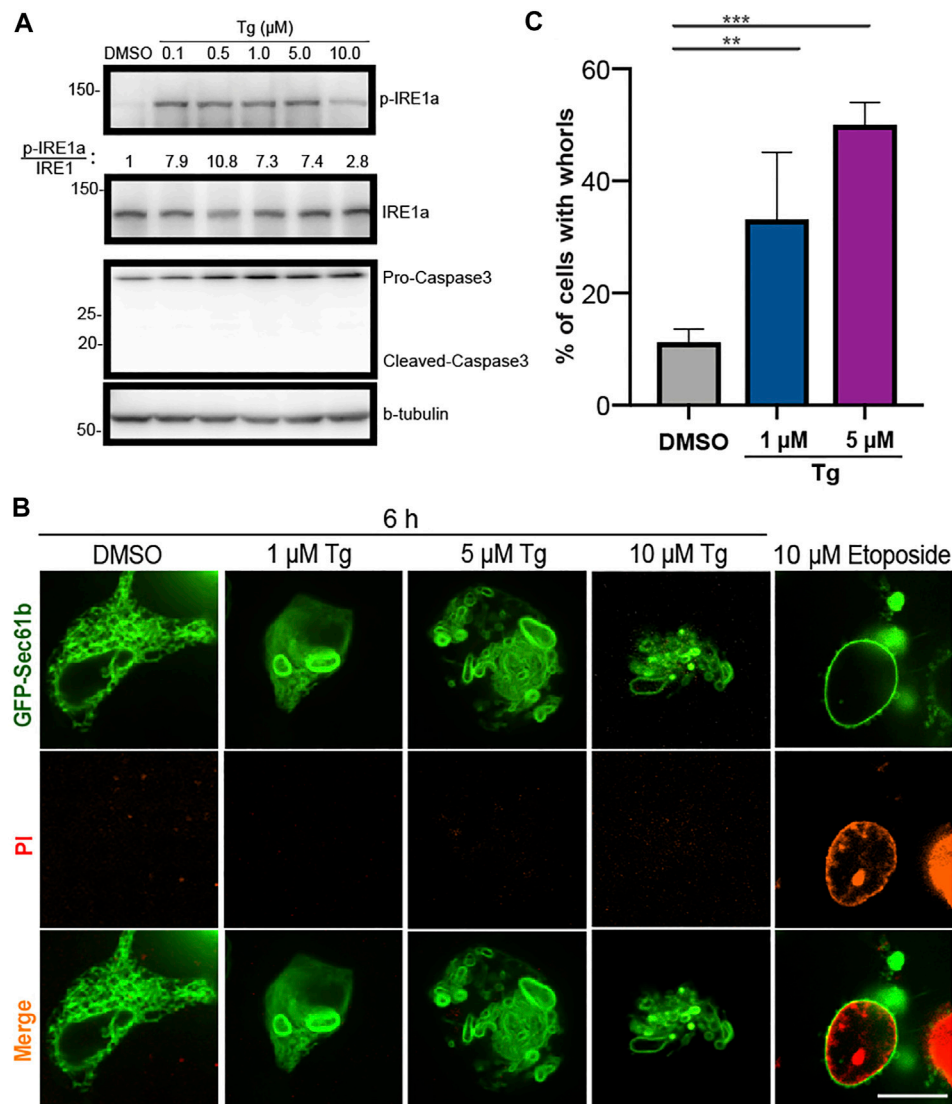 A
Tg (µM)
DMSO 0.1 0.5 1.0 5.0 10.0
150-
p-IRE1a
p-IRE1a
IRE1
: 1 7.9 10.8 7.3 7.4 2.8
150-
IRE1a
Pro-Caspase3
25-
20-
Cleaved-Caspase3
b-tubulin
50-
C
***
**
% of cells with whorls
60
40
20
0
DMSO 1 µM 5 µM
Tg
B
6 h
DMSO 1 µM Tg 5 µM Tg 10 µM Tg 10 µM Etoposide
GFP-Sec61b
PI
Merge